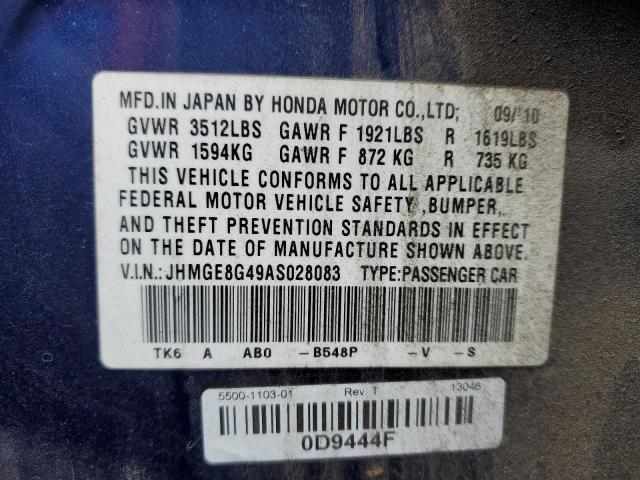 MFD. IN JAPAN BY HONDA MOTOR CO.,LTD; 09/10
GVWR 3512LBS GAWR F 1921LBS R 1619LBS
GVWR 1594KG GAWR F 872 KG R 735 KG
THIS VEHICLE CONFORMS TO ALL APPLICABLE
FEDERAL MOTOR VEHICLE SAFETY ,BUMPER,
AND THEFT PREVENTION STANDARDS IN EFFECT
ON THE DATE OF MANUFACTURE SHOWN ABOVE.
V.I.N.: JHMGE8G49AS028083 TYPE:PASSENGER CAR
TK6 A AB0 -B548P -V -S
5500-1103-01 Rev. T 13046
0D9444F